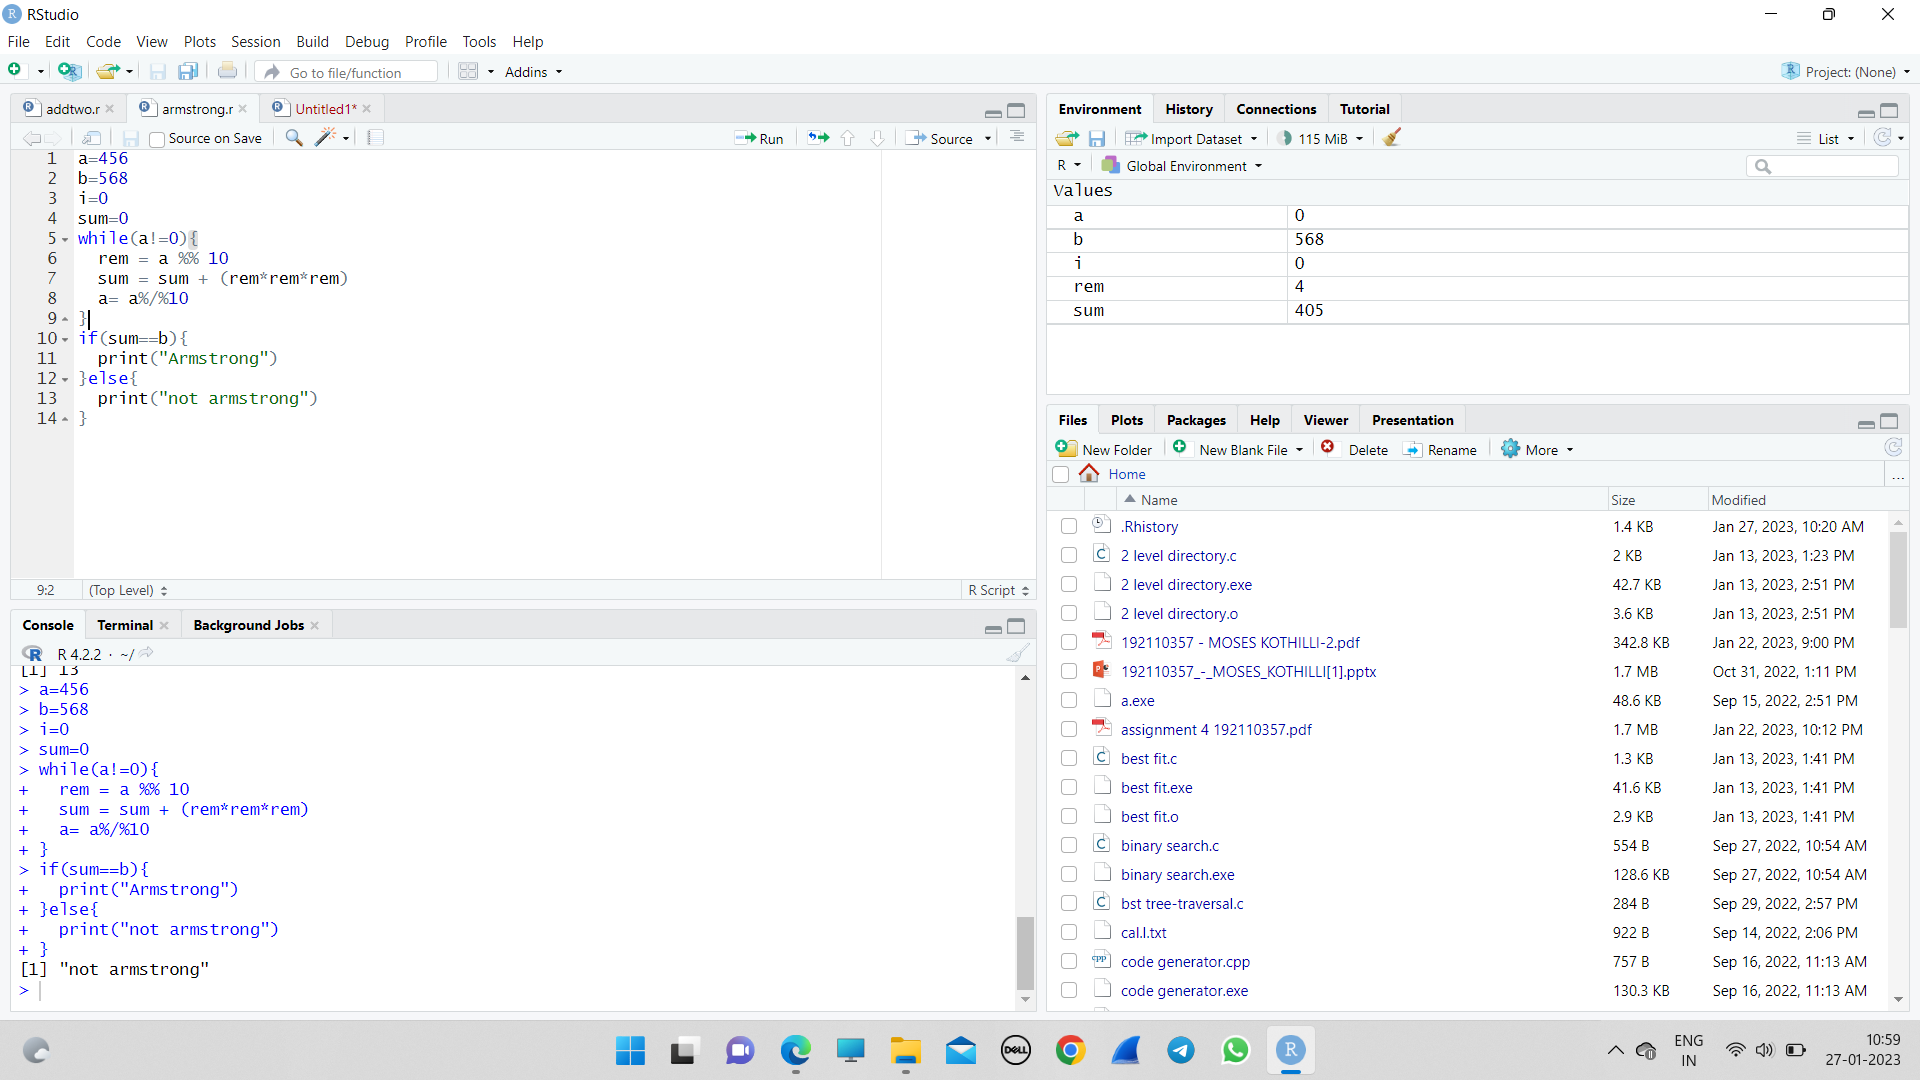 RStudio
File Edit Code View Plots Session Build Debug Profile Tools Help
Go to file/function Addins Project: (None)
addtwo.r armstrong.r Untitled1*
Source on Save Run Source
1 a=456
2 b=568
3 i=0
4 sum=0
5 while(a!=0){
6 rem = a %% 10
7 sum = sum + (rem*rem*rem)
8 a= a%/%10
9 }
10 if(sum==b){
11 print("Armstrong")
12 }else{
13 print("not armstrong")
14 }
9:2 (Top Level) R Script
Console Terminal Background Jobs
R 4.2.2 · ~/
[1] 13
> a=456
> b=568
> i=0
> sum=0
> while(a!=0){
+ rem = a %% 10
+ sum = sum + (rem*rem*rem)
+ a= a%/%10
+ }
> if(sum==b){
+ print("Armstrong")
+ }else{
+ print("not armstrong")
+ }
[1] "not armstrong"
>
Environment History Connections Tutorial
Import Dataset 115 MiB List
R Global Environment
Values
a 0
b 568
i 0
rem 4
sum 405
Files Plots Packages Help Viewer Presentation
New Folder New Blank File Delete Rename More
Home ...
Name Size Modified
.Rhistory 1.4 KB Jan 27, 2023, 10:20 AM
2 level directory.c 2 KB Jan 13, 2023, 1:23 PM
2 level directory.exe 42.7 KB Jan 13, 2023, 2:51 PM
2 level directory.o 3.6 KB Jan 13, 2023, 2:51 PM
192110357 - MOSES KOTHILLI-2.pdf 342.8 KB Jan 22, 2023, 9:00 PM
192110357_-_MOSES_KOTHILLI[1].pptx 1.7 MB Oct 31, 2022, 1:11 PM
a.exe 48.6 KB Sep 15, 2022, 2:51 PM
assignment 4 192110357.pdf 1.7 MB Jan 22, 2023, 10:12 PM
best fit.c 1.3 KB Jan 13, 2023, 1:41 PM
best fit.exe 41.6 KB Jan 13, 2023, 1:41 PM
best fit.o 2.9 KB Jan 13, 2023, 1:41 PM
binary search.c 554 B Sep 27, 2022, 10:54 AM
binary search.exe 128.6 KB Sep 27, 2022, 10:54 AM
bst tree-traversal.c 284 B Sep 29, 2022, 2:57 PM
cal.l.txt 922 B Sep 14, 2022, 2:06 PM
code generator.cpp 757 B Sep 16, 2022, 11:13 AM
code generator.exe 130.3 KB Sep 16, 2022, 11:13 AM
DELL R ENG 10:59
IN 27-01-2023